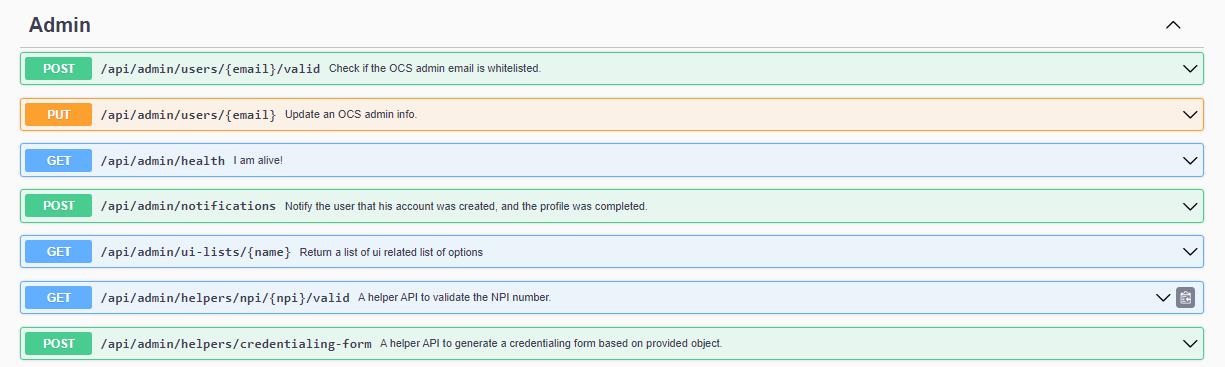 Admin
POST /api/admin/users/{email}/valid Check if the OCS admin email is whitelisted.
PUT /api/admin/users/{email} Update an OCS admin info.
GET /api/admin/health I am alive!
POST /api/admin/notifications Notify the user that his account was created, and the profile was completed.
GET /api/admin/ui-lists/{name} Return a list of ui related list of options
GET /api/admin/helpers/npi/{npi}/valid A helper API to validate the NPI number.
POST /api/admin/helpers/credentialing-form A helper API to generate a credentialing form based on provided object.